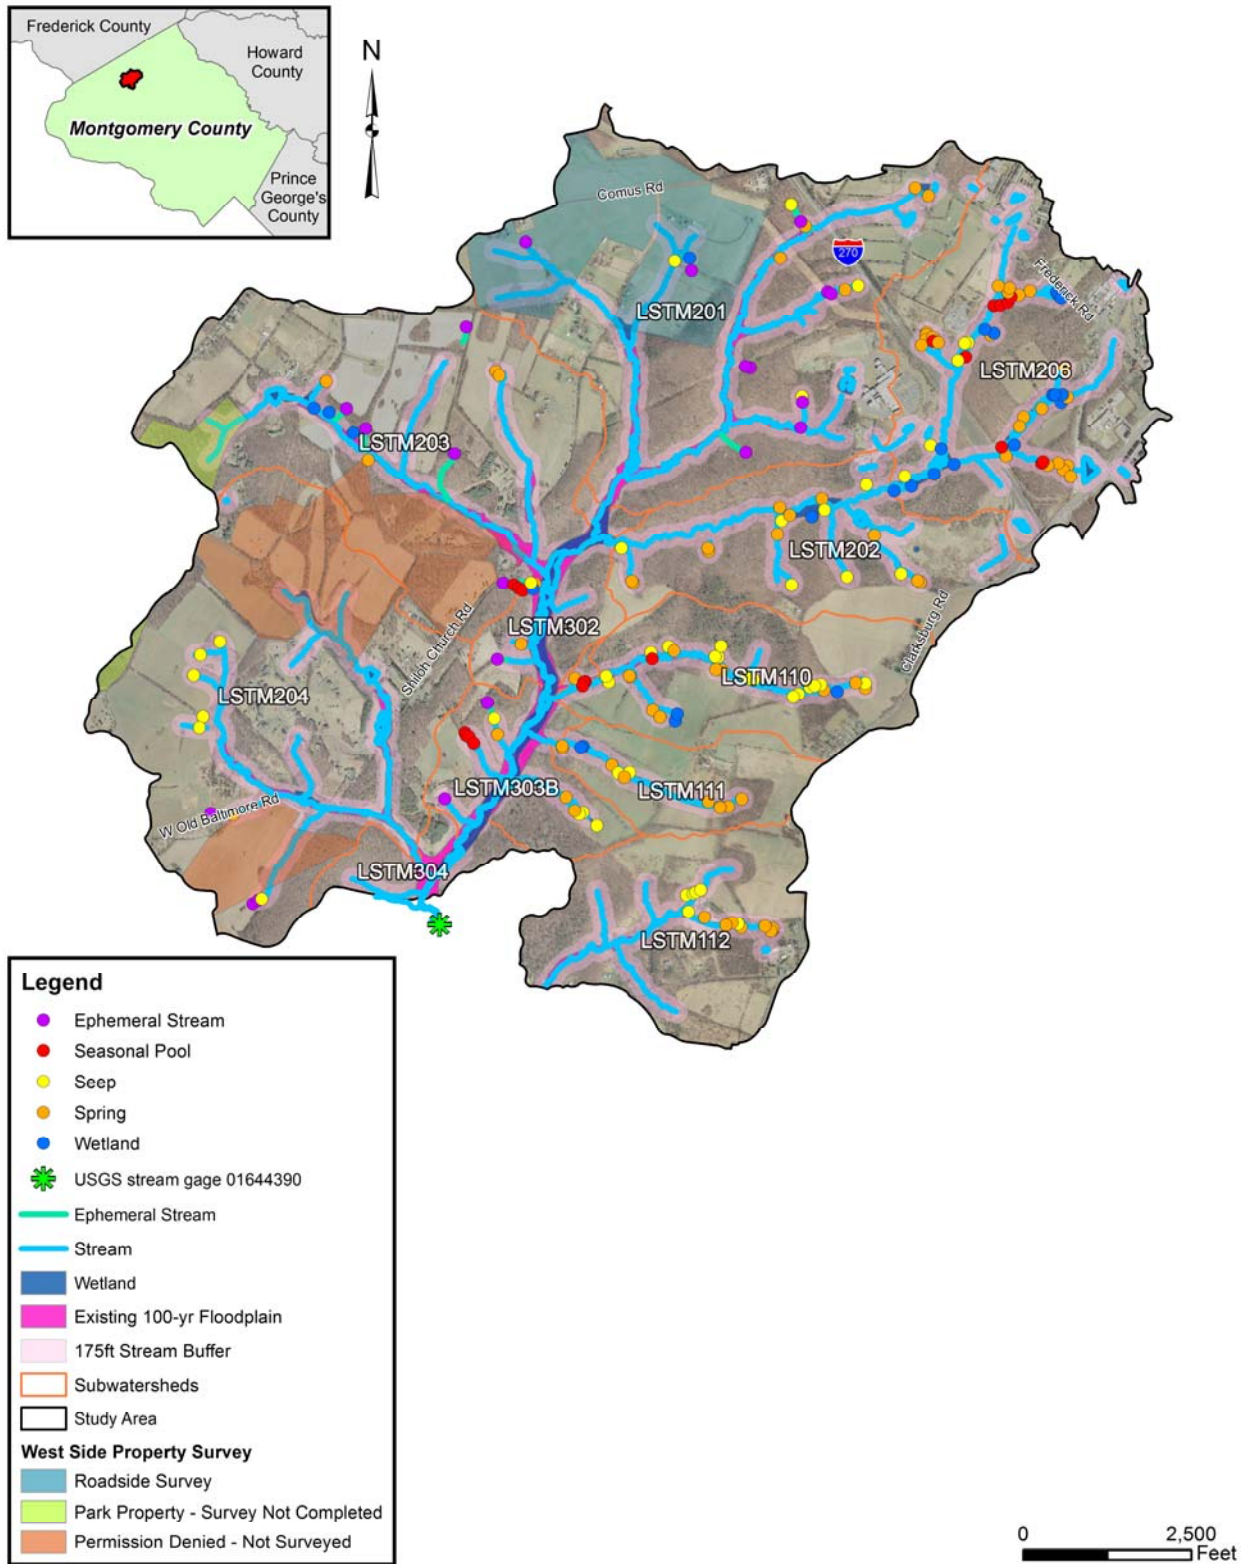 Frederick County
Howard
County
Montgomery County
Prince
George's
County
N
Comus Rd
270
Frederick Rd
LSTM201
LSTM206
LSTM203
LSTM202
Clarksburg Rd
Shiloh Church Rd
LSTM302
LSTM110
LSTM204
LSTM303B
LSTM111
W Old Baltimore Rd
LSTM304
LSTM112
Legend
Ephemeral Stream
Seasonal Pool
Seep
Spring
Wetland
USGS stream gage 01644390
Ephemeral Stream
Stream
Wetland
Existing 100-yr Floodplain
175ft Stream Buffer
Subwatersheds
Study Area
West Side Property Survey
Roadside Survey
Park Property - Survey Not Completed
Permission Denied - Not Surveyed
0 2,500
Feet